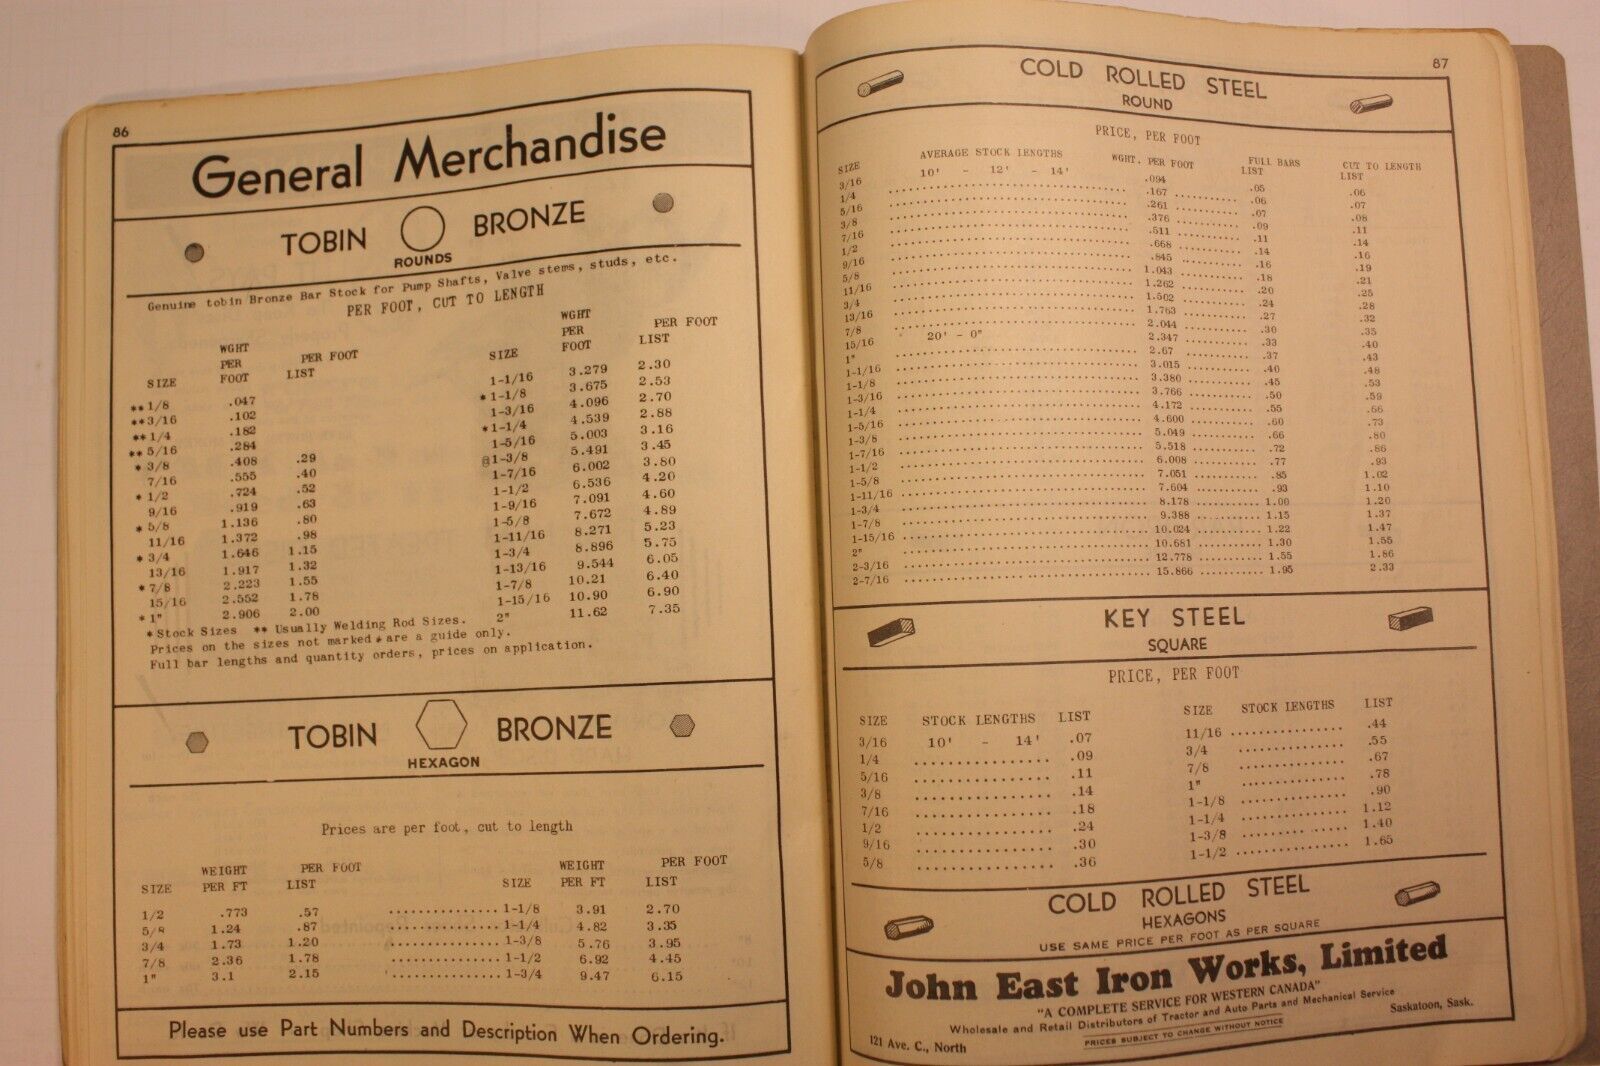 86
General Merchandise
TOBIN BRONZE
ROUNDS
Genuine tobin Bronze Bar Stock for Pump Shafts, Valve stems, studs, etc.
PER FOOT, CUT TO LENGTH
SIZE WGHT PER FOOT PER FOOT LIST
**1/8 .047
**3/16 .102
**1/4 .182
**5/16 .284
*3/8 .408 .29
7/16 .555 .40
*1/2 .724 .52
9/16 .919 .63
*5/8 1.136 .80
11/16 1.372 .98
*3/4 1.646 1.15
13/16 1.917 1.32
*7/8 2.223 1.55
15/16 2.552 1.78
*1" 2.906 2.00
SIZE WGHT PER FOOT PER FOOT LIST
1-1/16 3.279 2.30
*1-1/8 3.675 2.53
1-3/16 4.096 2.70
*1-1/4 4.539 2.88
1-5/16 5.003 3.16
@1-3/8 5.491 3.45
1-7/16 6.002 3.80
1-1/2 6.536 4.20
1-9/16 7.091 4.60
1-5/8 7.672 4.89
1-11/16 8.271 5.23
1-3/4 8.896 5.75
1-13/16 9.544 6.05
1-7/8 10.21 6.40
1-15/16 10.90 6.90
2" 11.62 7.35
*Stock Sizes **Usually Welding Rod Sizes.
Prices on the sizes not marked * are a guide only.
Full bar lengths and quantity orders, prices on application.
TOBIN BRONZE
HEXAGON
Prices are per foot, cut to length
SIZE WEIGHT PER FT PER FOOT LIST SIZE WEIGHT PER FT PER FOOT LIST
1/2 .773 .57 ............... 1-1/8 3.91 2.70
5/8 1.24 .87 ............... 1-1/4 4.82 3.35
3/4 1.73 1.20 ............... 1-3/8 5.76 3.95
7/8 2.36 1.78 ............... 1-1/2 6.92 4.45
1" 3.1 2.15 ............... 1-3/4 9.47 6.15
Please use Part Numbers and Description When Ordering.
87
COLD ROLLED STEEL
ROUND
PRICE, PER FOOT
SIZE AVERAGE STOCK LENGTHS WGHT. PER FOOT FULL BARS LIST CUT TO LENGTH LIST
3/16 10' - 12' - 14' .094 .05 .06
1/4 .167 .06 .07
5/16 .261 .07 .08
3/8 .376 .09 .11
7/16 .511 .11 .14
1/2 .668 .14 .16
9/16 .845 .16 .19
5/8 1.043 .18 .21
11/16 1.262 .20 .25
3/4 1.502 .24 .28
13/16 1.763 .27 .32
7/8 2.044 .30 .35
15/16 20' - 0" 2.347 .33 .40
1" 2.67 .37 .43
1-1/16 3.015 .40 .48
1-1/8 3.380 .45 .53
1-3/16 3.766 .50 .59
1-1/4 4.172 .55 .66
1-5/16 4.600 .60 .73
1-3/8 5.049 .66 .80
1-7/16 5.518 .72 .86
1-1/2 6.008 .77 .93
1-5/8 7.051 .85 1.02
1-11/16 7.604 .93 1.10
1-3/4 8.178 1.00 1.20
1-7/8 9.388 1.15 1.37
1-15/16 10.024 1.22 1.47
2" 10.681 1.30 1.55
2-3/16 12.778 1.55 1.86
2-7/16 15.866 1.95 2.33
KEY STEEL
SQUARE
PRICE, PER FOOT
SIZE STOCK LENGTHS LIST
3/16 10' - 14' .07
1/4 ............... .09
5/16 ............... .11
3/8 ............... .14
7/16 ............... .18
1/2 ............... .24
9/16 ............... .30
5/8 ............... .36
SIZE STOCK LENGTHS LIST
11/16 ............... .44
3/4 ............... .55
7/8 ............... .67
1" ............... .78
1-1/8 ............... .90
1-1/4 ............... 1.12
1-3/8 ............... 1.40
1-1/2 ............... 1.65
COLD ROLLED STEEL
HEXAGONS
USE SAME PRICE PER FOOT AS PER SQUARE
John East Iron Works, Limited
"A COMPLETE SERVICE FOR WESTERN CANADA"
Wholesale and Retail Distributors of Tractor and Auto Parts and Mechanical Service
121 Ave. C., North PRICES SUBJECT TO CHANGE WITHOUT NOTICE Saskatoon, Sask.